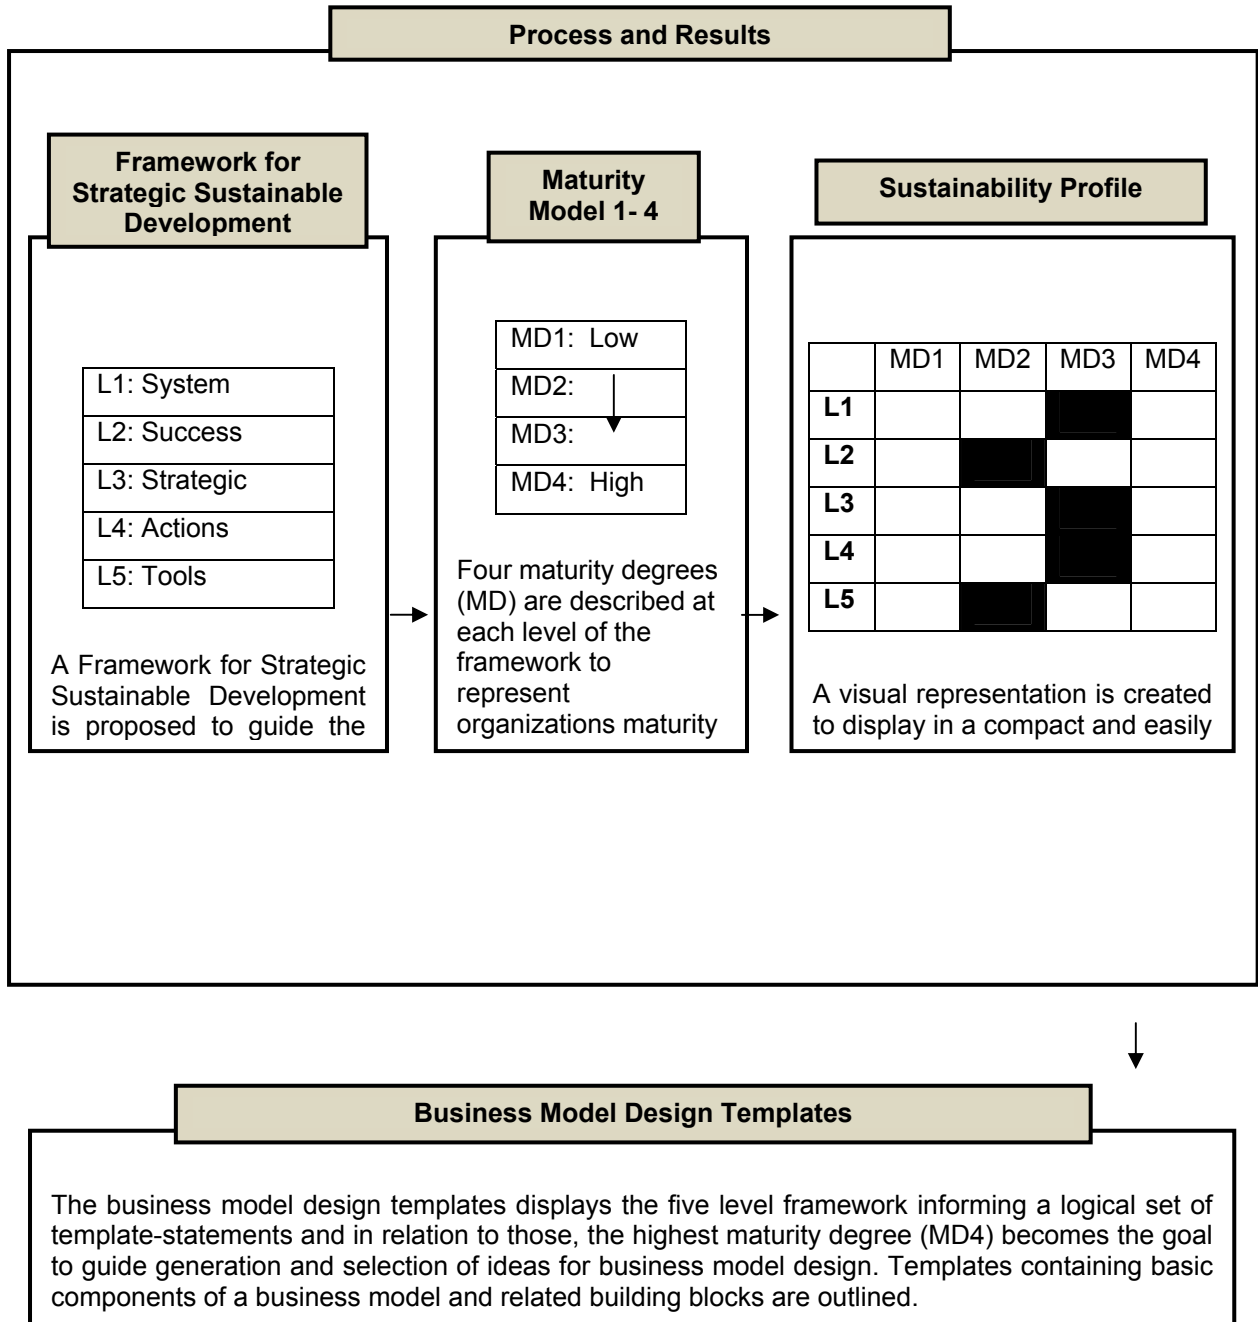 Process and Results
Framework for
Strategic Sustainable
Development
L1: System
L2: Success
L3: Strategic
L4: Actions
L5: Tools
A Framework for Strategic
Sustainable Development
is proposed to guide the
Maturity
Model 1- 4
MD1: Low
MD2:
MD3:
MD4: High
Four maturity degrees
(MD) are described at
each level of the
framework to
represent
organizations maturity
Sustainability Profile
MD1 MD2 MD3 MD4
L1
L2
L3
L4
L5
A visual representation is created
to display in a compact and easily
Business Model Design Templates
The business model design templates displays the five level framework informing a logical set of
template-statements and in relation to those, the highest maturity degree (MD4) becomes the goal
to guide generation and selection of ideas for business model design. Templates containing basic
components of a business model and related building blocks are outlined.